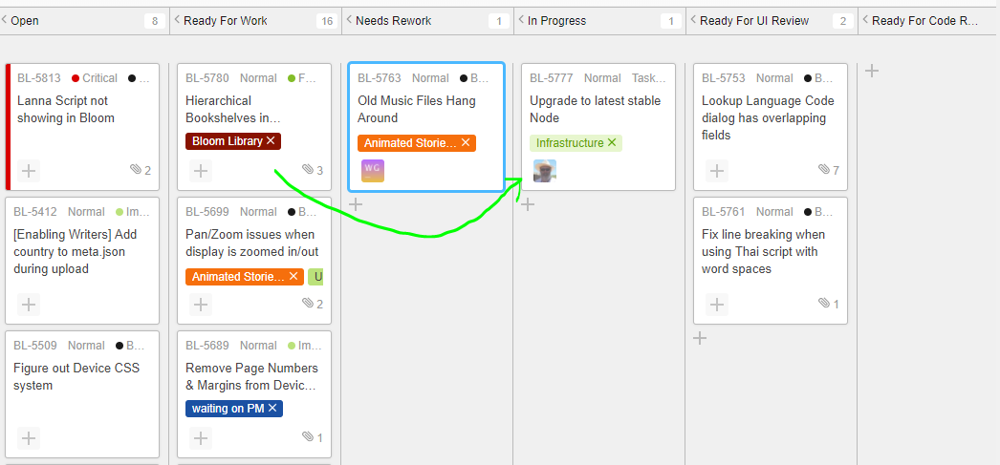 Open 8
Ready For Work 16
Needs Rework 1
In Progress 1
Ready For UI Review 2
Ready For Code R...
BL-5813 Critical ...
Lanna Script not
showing in Bloom
2
BL-5412 Normal Im...
[Enabling Writers] Add
country to meta.json
during upload
BL-5509 Normal B...
Figure out Device CSS
system
BL-5780 Normal F...
Hierarchical
Bookshelves in...
Bloom Library ✕
3
BL-5699 Normal B...
Pan/Zoom issues when
display is zoomed in/out
Animated Storie... ✕ U
2
BL-5689 Normal Im...
Remove Page Numbers
& Margins from Devic...
waiting on PM ✕
1
BL-5763 Normal B...
Old Music Files Hang
Around
Animated Storie... ✕
WG
BL-5777 Normal Task...
Upgrade to latest stable
Node
Infrastructure ✕
BL-5753 Normal B...
Lookup Language Code
dialog has overlapping
fields
7
BL-5761 Normal B...
Fix line breaking when
using Thai script with
word spaces
1